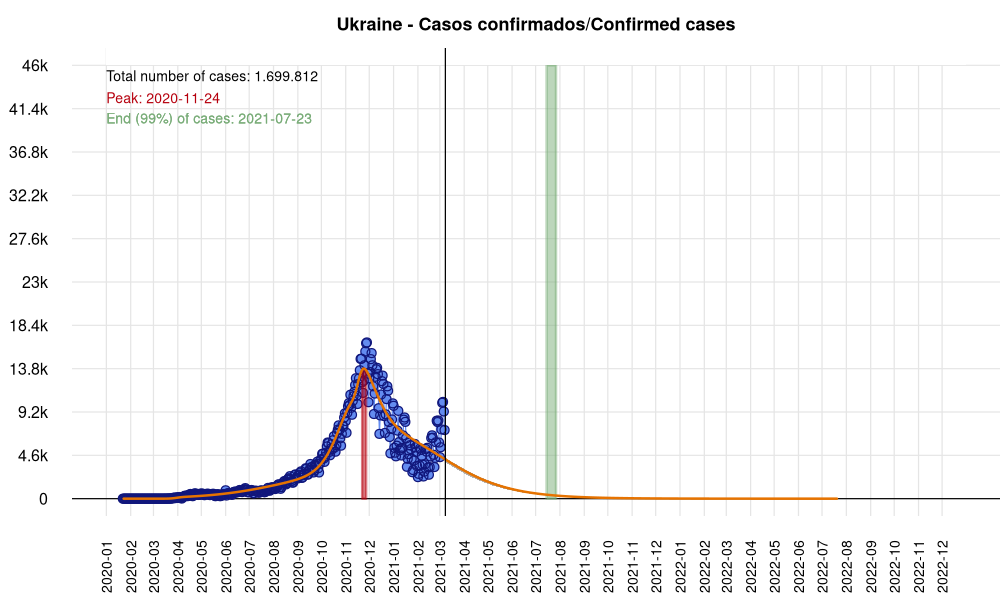 Ukraine - Casos confirmados/Confirmed cases
46k
41.4k
36.8k
32.2k
27.6k
23k
18.4k
13.8k
9.2k
4.6k
0
Total number of cases: 1.699.812
Peak: 2020-11-24
End (99%) of cases: 2021-07-23
2020-01
2020-02
2020-03
2020-04
2020-05
2020-06
2020-07
2020-08
2020-09
2020-10
2020-11
2020-12
2021-01
2021-02
2021-03
2021-04
2021-05
2021-06
2021-07
2021-08
2021-09
2021-10
2021-11
2021-12
2022-01
2022-02
2022-03
2022-04
2022-05
2022-06
2022-07
2022-08
2022-09
2022-10
2022-11
2022-12